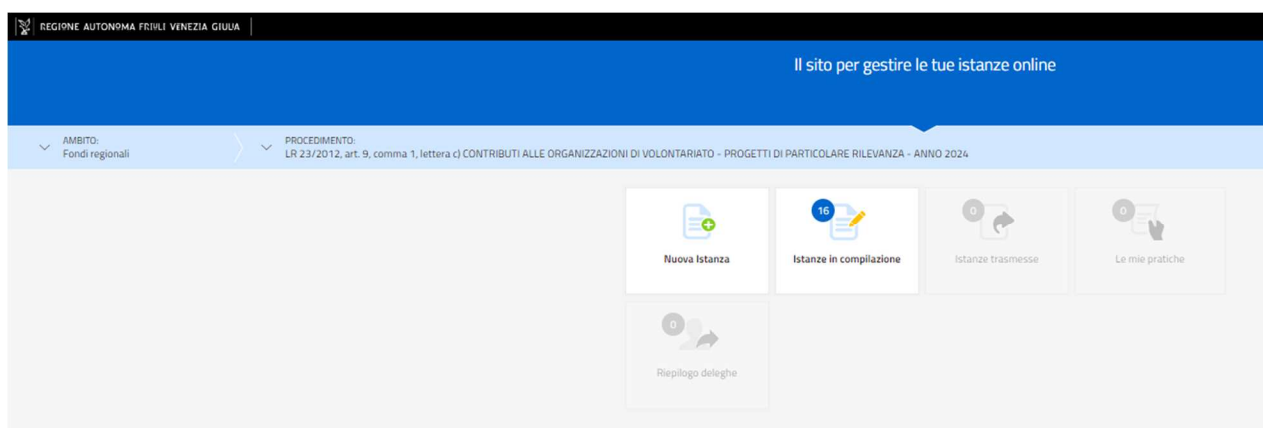 REGIONE AUTONOMA FRIULI VENEZIA GIULIA
Il sito per gestire le tue istanze online
AMBITO:
Fondi regionali
PROCEDIMENTO:
LR 23/2012, art. 9, comma 1, lettera c) CONTRIBUTI ALLE ORGANIZZAZIONI DI VOLONTARIATO - PROGETTI DI PARTICOLARE RILEVANZA - ANNO 2024
Nuova Istanza
16
Istanze in compilazione
0
Istanze trasmesse
0
Le mie pratiche
0
Riepilogo deleghe